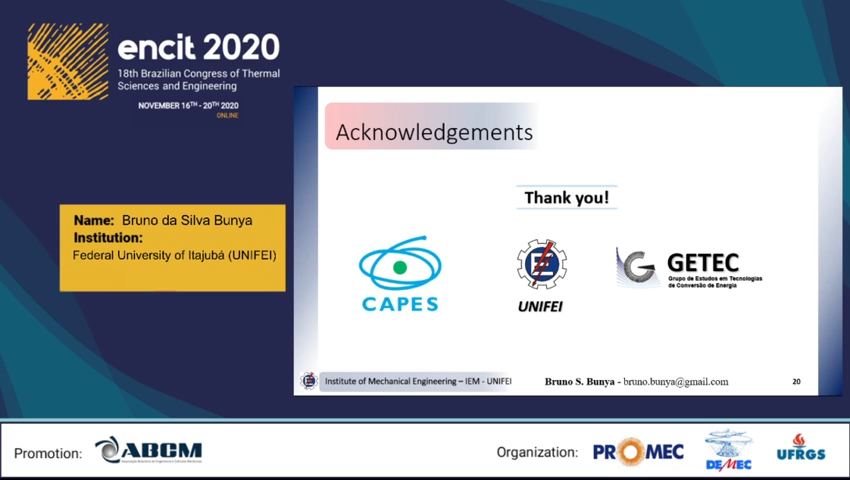 encit 2020
18th Brazilian Congress of Thermal
Sciences and Engineering
NOVEMBER 16TH - 20TH 2020
ONLINE
Name: Bruno da Silva Bunya
Institution:
Federal University of Itajubá (UNIFEI)
Acknowledgements
Thank you!
CAPES
UNIFEI
GETEC
Grupo de Estudos em Tecnologias
de Conversão de Energia
Institute of Mechanical Engineering – IEM - UNIFEI
Bruno S. Bunya - bruno.bunya@gmail.com
20
Promotion:
ABCM
Organization:
PROMEC
DEMEC
UFRGS